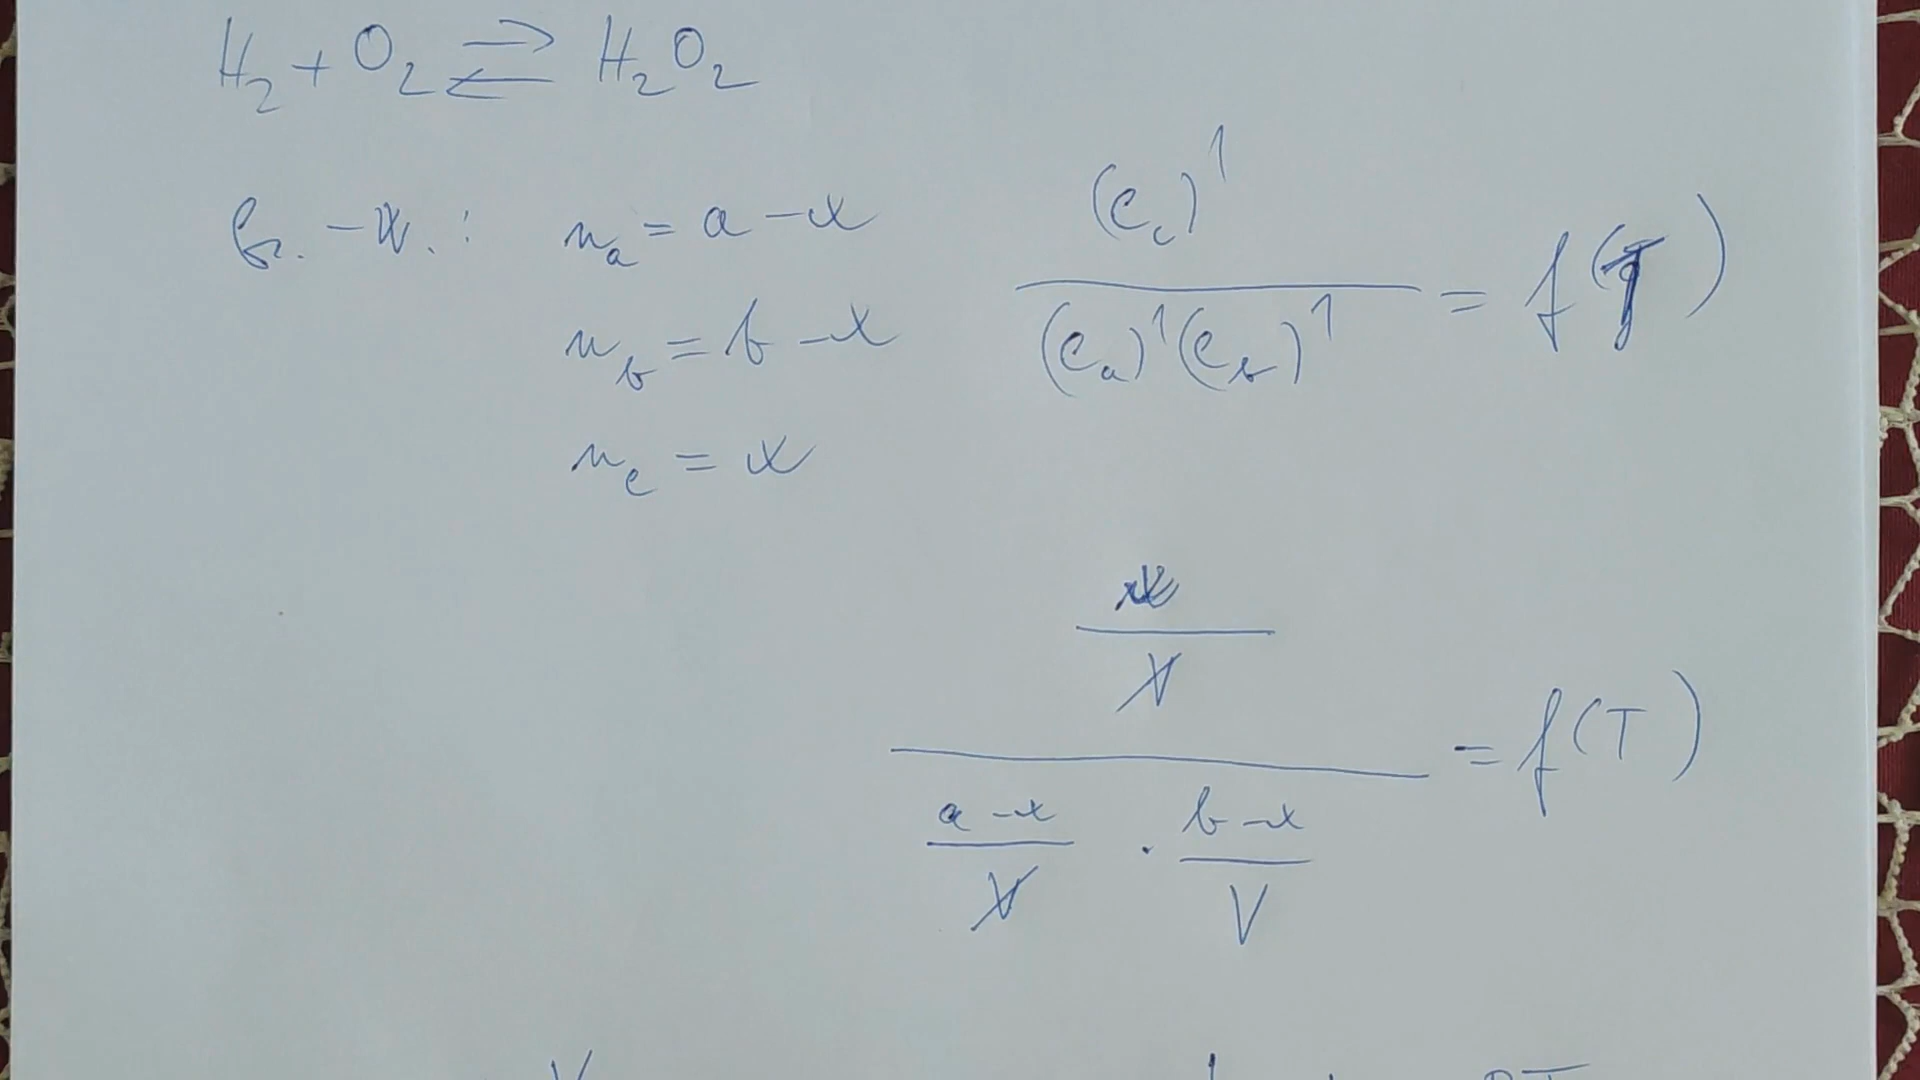 H₂ + O₂ ⇌ H₂O₂
n_a = a - x
n_b = b - x
n_c = x
(c_c)^1 / ((c_a)^1 (c_b)^1) = f(T)
(x / V) / ((a - x) / V · (b - x) / V) = f(T)